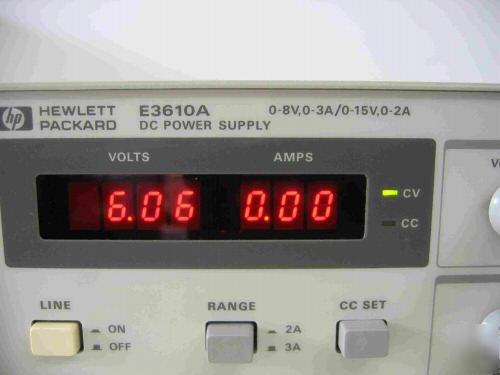 hp HEWLETT PACKARD E3610A 0-8V,0-3A/0-15V,0-2A
DC POWER SUPPLY
VOLTS AMPS
6.06 0.00
CV
CC
LINE RANGE CC SET
ON 2A
OFF 3A